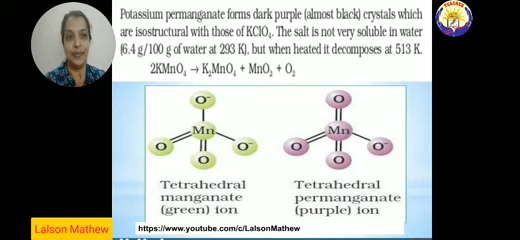 Potassium permanganate forms dark purple (almost black) crystals which
are isostructural with those of KClO₄. The salt is not very soluble in water
(6.4 g/100 g of water at 293 K), but when heated it decomposes at 513 K.
2KMnO₄ → K₂MnO₄ + MnO₂ + O₂
O⁻
Mn
O
O⁻
O
Tetrahedral
manganate
(green) ion
O
Mn
O
O⁻
O
Tetrahedral
permanganate
(purple) ion
Lalson Mathew
https://www.youtube.com/c/LalsonMathew